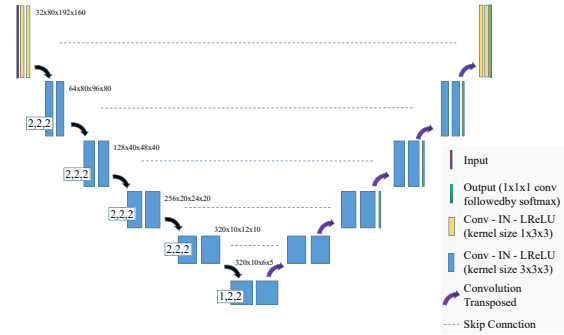 32x80x192x160
64x80x96x80
2,2,2
128x40x48x40
2,2,2
256x20x24x20
2,2,2
320x10x12x10
2,2,2
320x10x6x5
1,2,2
Input
Output (1x1x1 conv
followedby softmax)
Conv - IN - LReLU
(kernel size 1x3x3)
Conv - IN - LReLU
(kernel size 3x3x3)
Convolution
Transposed
Skip Conntion